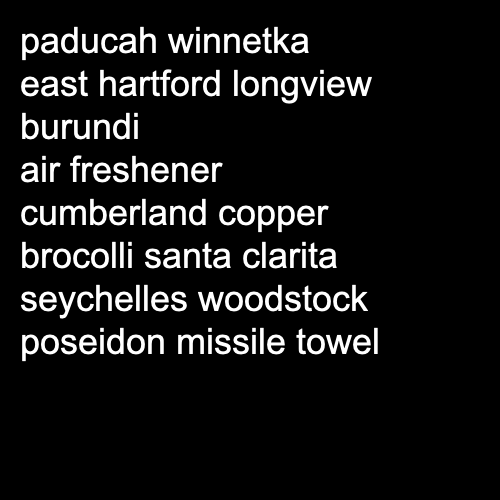 paducah winnetka
east hartford longview
burundi
air freshener
cumberland copper
brocolli santa clarita
seychelles woodstock
poseidon missile towel